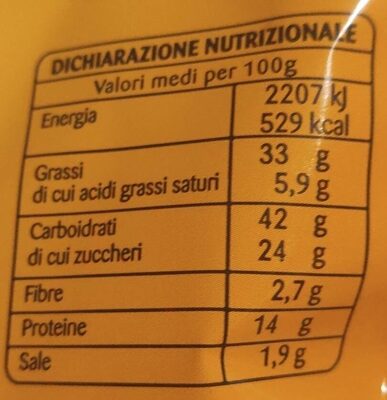 DICHIARAZIONE NUTRIZIONALE
Valori medi per 100g
Energia 2207 kj
529 kcal
Grassi 33 g
di cui acidi grassi saturi 5,9 g
Carboidrati 42 g
di cui zuccheri 24 g
Fibre 2,7 g
Proteine 14 g
Sale 1,9 g